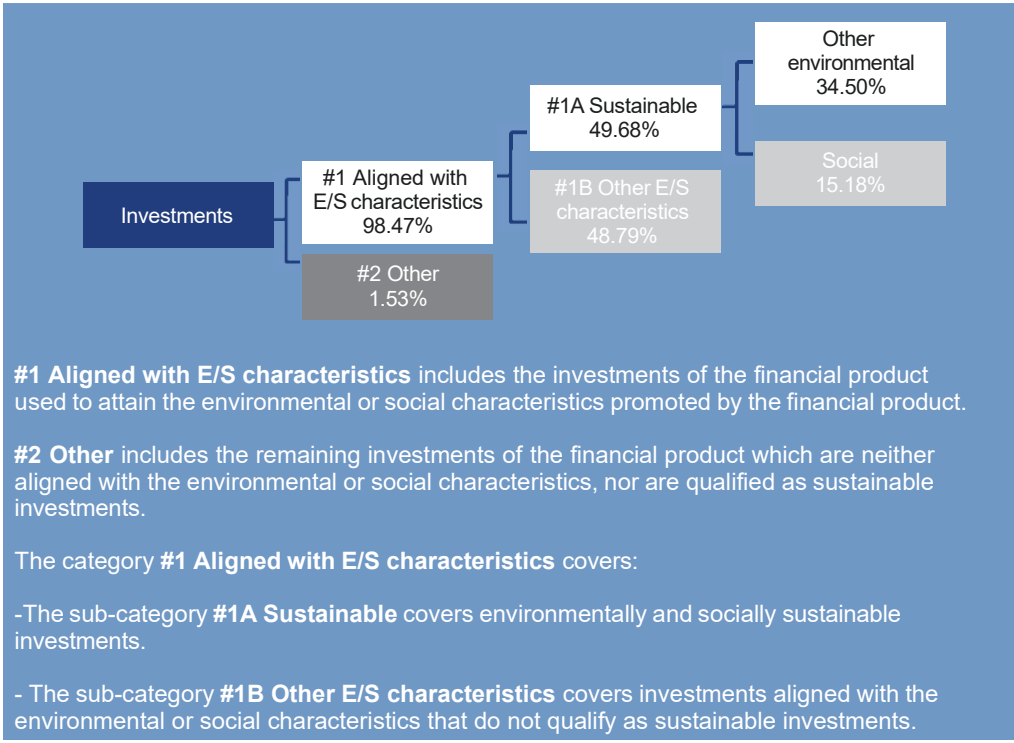 Investments
#1 Aligned with
E/S characteristics
98.47%
#2 Other
1.53%
#1A Sustainable
49.68%
#1B Other E/S
characteristics
48.79%
Other
environmental
34.50%
Social
15.18%
#1 Aligned with E/S characteristics includes the investments of the financial product
used to attain the environmental or social characteristics promoted by the financial product.
#2 Other includes the remaining investments of the financial product which are neither
aligned with the environmental or social characteristics, nor are qualified as sustainable
investments.
The category #1 Aligned with E/S characteristics covers:
-The sub-category #1A Sustainable covers environmentally and socially sustainable
investments.
- The sub-category #1B Other E/S characteristics covers investments aligned with the
environmental or social characteristics that do not qualify as sustainable investments.